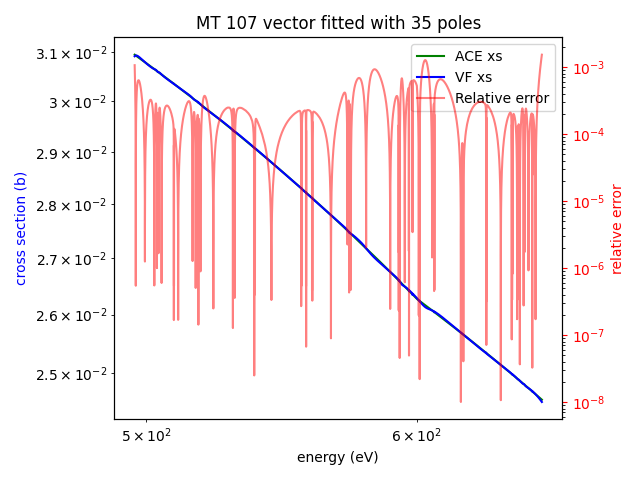 MT 107 vector fitted with 35 poles
ACE xs
VF xs
Relative error
cross section (b)
3.1 × 10⁻²
3 × 10⁻²
2.9 × 10⁻²
2.8 × 10⁻²
2.7 × 10⁻²
2.6 × 10⁻²
2.5 × 10⁻²
10⁻³
10⁻⁴
10⁻⁵
10⁻⁶
10⁻⁷
10⁻⁸
relative error
5 × 10² 6 × 10²
energy (eV)